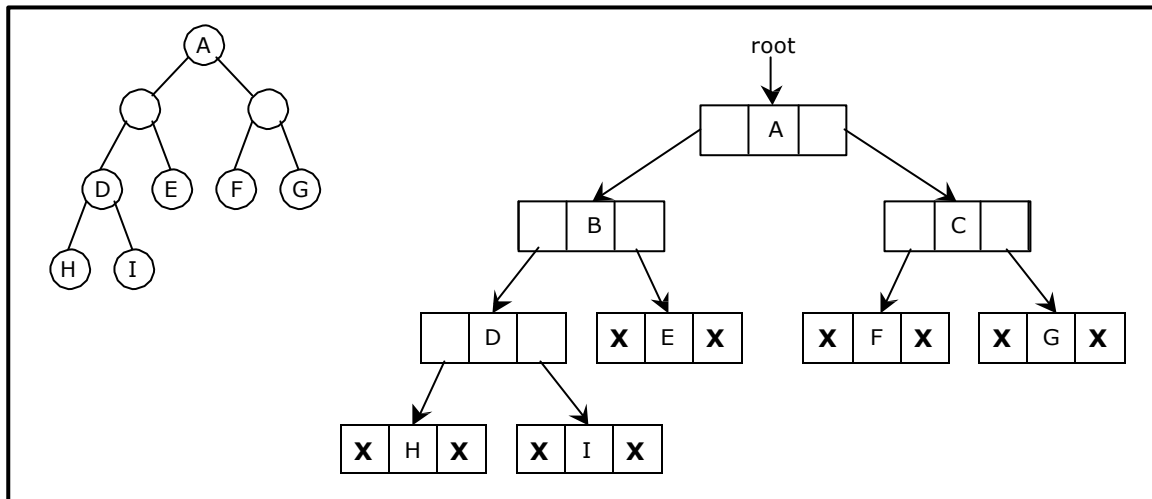 A
D E F G
H I
root
A
B C
D X E X X F X X G X
X H X X I X